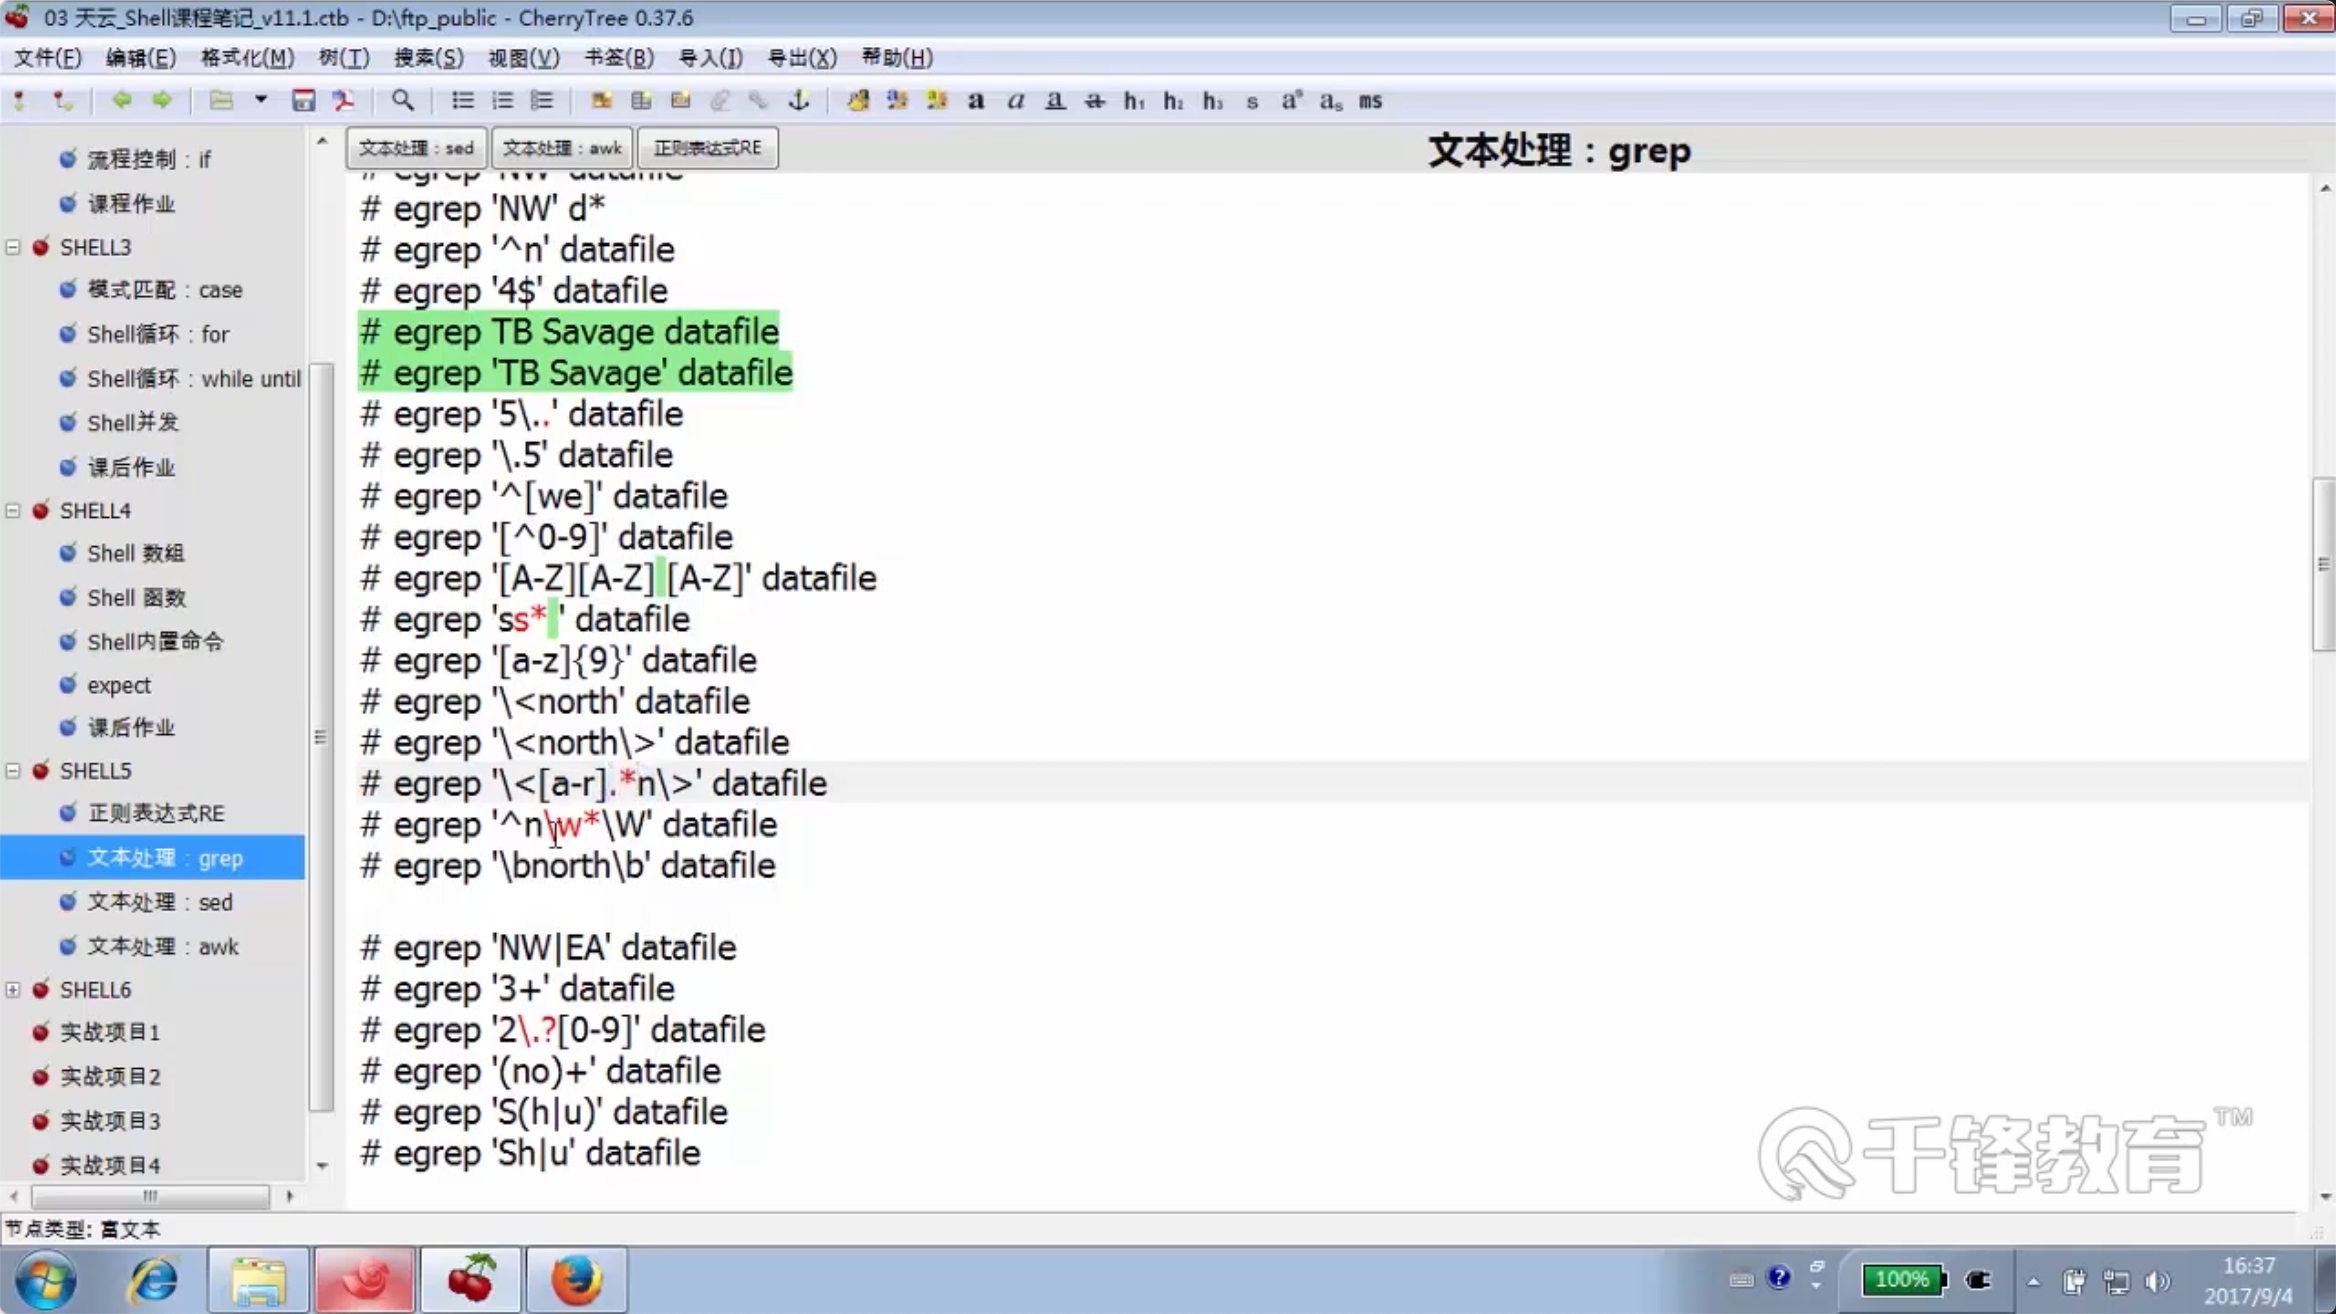 03 天云_Shell课程笔记_v11.1.ctb - D:\ftp_public - CherryTree 0.37.6
文件(F) 编辑(E) 格式化(M) 树(T) 搜索(S) 视图(V) 书签(B) 导入(I) 导出(X) 帮助(H)
a a a a h₁ h₂ h₃ s aˢ aₛ ms
流程控制：if
课程作业
SHELL3
模式匹配：case
Shell循环：for
Shell循环：while until
Shell并发
课后作业
SHELL4
Shell 数组
Shell 函数
Shell内置命令
expect
课后作业
SHELL5
正则表达式RE
文本处理：grep
文本处理：sed
文本处理：awk
SHELL6
实战项目1
实战项目2
实战项目3
实战项目4
文本处理：sed 文本处理：awk 正则表达式RE
文本处理：grep
# egrep 'NW' datafile
# egrep 'NW' d*
# egrep '^n' datafile
# egrep '4$' datafile
# egrep TB Savage datafile
# egrep 'TB Savage' datafile
# egrep '5\..' datafile
# egrep '\.5' datafile
# egrep '^[we]' datafile
# egrep '[^0-9]' datafile
# egrep '[A-Z][A-Z] [A-Z]' datafile
# egrep 'ss* ' datafile
# egrep '[a-z]{9}' datafile
# egrep '\<north' datafile
# egrep '\<north\>' datafile
# egrep '\<[a-r].*n\>' datafile
# egrep '^n\w*\W' datafile
# egrep '\bnorth\b' datafile
# egrep 'NW|EA' datafile
# egrep '3+' datafile
# egrep '2\.?[0-9]' datafile
# egrep '(no)+' datafile
# egrep 'S(h|u)' datafile
# egrep 'Sh|u' datafile
千锋教育™
节点类型: 富文本
100%
16:37
2017/9/4